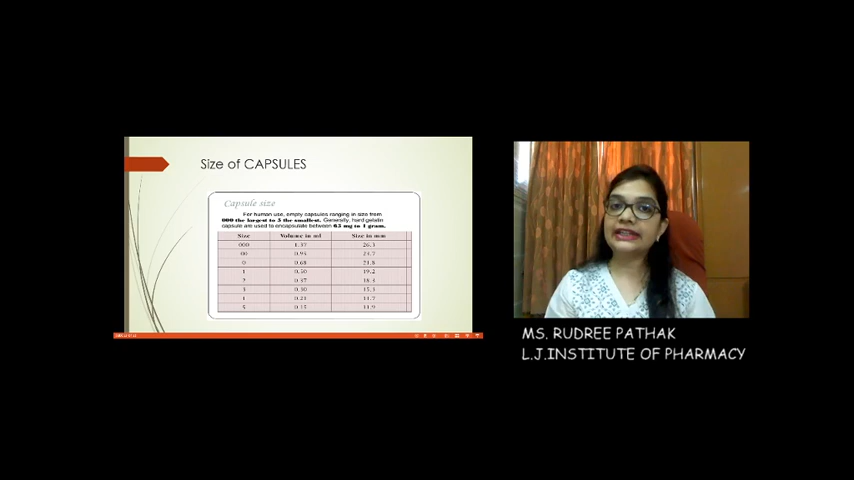 Size of CAPSULES
Capsule size
For human use, empty capsules ranging in size from
000 the largest to 5 the smallest. Generally, hard gelatin
capsule are used to encapsulate between 65 mg to 1 gram.
Size Volume in ml Size in mm
000 1.37 26.3
00 0.95 23.7
0 0.68 21.8
1 0.50 19.2
2 0.37 18.3
3 0.30 15.3
4 0.21 14.7
5 0.15 11.9
MS. RUDREE PATHAK
L.J.INSTITUTE OF PHARMACY